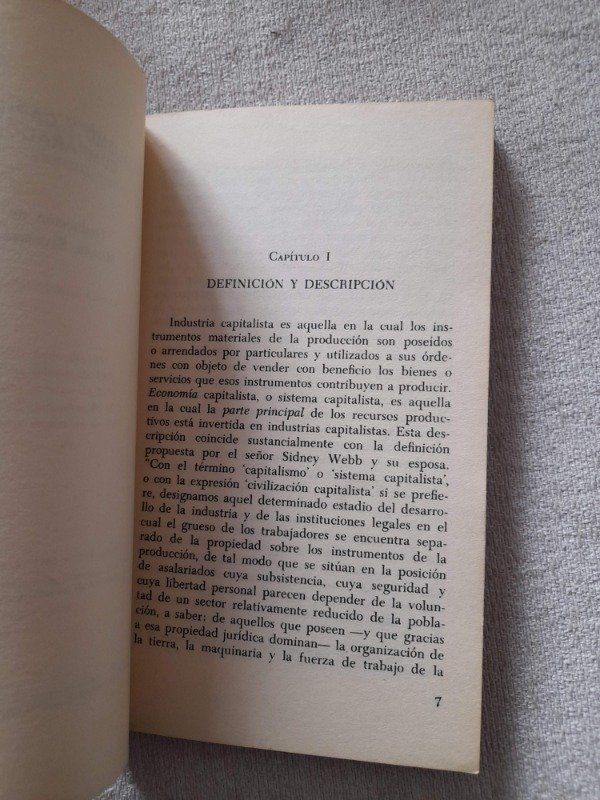 Capítulo I
DEFINICIÓN Y DESCRIPCIÓN
Industria capitalista es aquella en la cual los ins-
trumentos materiales de la producción son poseídos
o arrendados por particulares y utilizados a sus órde-
nes con objeto de vender con beneficio los bienes o
servicios que esos instrumentos contribuyen a producir.
Economía capitalista, o sistema capitalista, es aquella
en la cual la parte principal de los recursos produc-
tivos está invertida en industrias capitalistas. Esta des-
cripción coincide sustancialmente con la definición
propuesta por el señor Sidney Webb y su esposa.
"Con el término 'capitalismo' o 'sistema capitalista',
o con la expresión 'civilización capitalista' si se prefie-
re, designamos aquel determinado estadio del desarro-
llo de la industria y de las instituciones legales en el
cual el grueso de los trabajadores se encuentra sepa-
rado de la propiedad sobre los instrumentos de la
producción, de tal modo que se sitúan en la posición
de asalariados cuya subsistencia, cuya seguridad y
cuya libertad personal parecen depender de la volun-
tad de un sector relativamente reducido de la pobla-
ción, a saber: de aquellos que poseen —y que gracias
a esa propiedad jurídica dominan— la organización de
la tierra, la maquinaria y la fuerza de trabajo de la
7